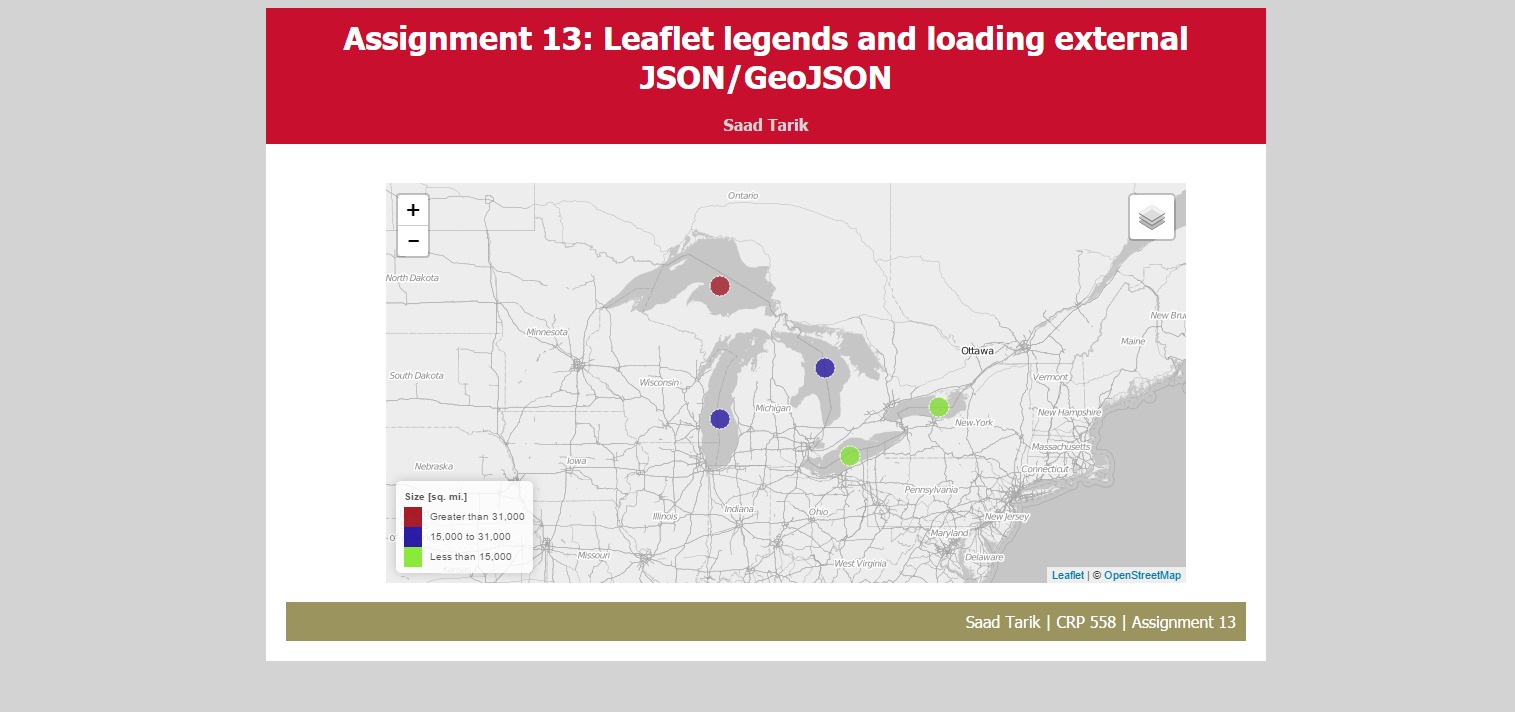 Assignment 13: Leaflet legends and loading external
JSON/GeoJSON
Saad Tarik
+
−
Ontario
North Dakota
Minnesota
New Bru
Maine
Ottawa
South Dakota
Wisconsin
Vermont
Michigan
New Hampshire
New York
Massachusetts
Iowa
Nebraska
Connecticut
Pennsylvania
Indiana
Ohio
Illinois
New Jersey
Maryland
Missouri
Delaware
West Virginia
Size [sq. mi.]
Greater than 31,000
15,000 to 31,000
Less than 15,000
Leaflet | © OpenStreetMap
Saad Tarik | CRP 558 | Assignment 13